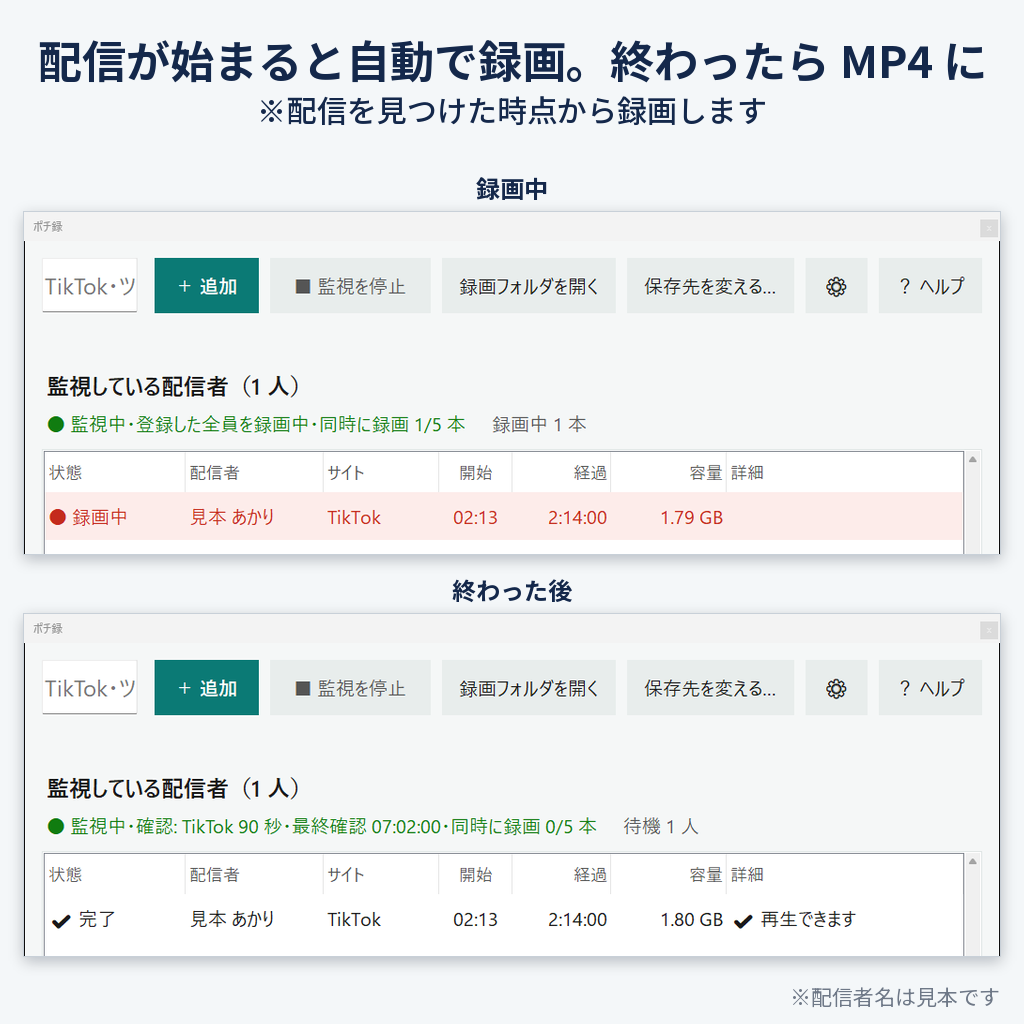 配信が始まると自動で録画。終わったら MP4 に
※配信を見つけた時点から録画します
録画中
ポチ録 x
TikTok・ツ ＋ 追加 ■ 監視を停止 録画フォルダを開く 保存先を変える... ? ヘルプ
監視している配信者（1 人）
● 監視中・登録した全員を録画中・同時に録画 1/5 本 録画中 1 本
状態 配信者 サイト 開始 経過 容量 詳細
● 録画中 見本 あかり TikTok 02:13 2:14:00 1.79 GB
終わった後
ポチ録 x
TikTok・ツ ＋ 追加 ■ 監視を停止 録画フォルダを開く 保存先を変える... ? ヘルプ
監視している配信者（1 人）
● 監視中・確認: TikTok 90 秒・最終確認 07:02:00・同時に録画 0/5 本 待機 1 人
状態 配信者 サイト 開始 経過 容量 詳細
✔ 完了 見本 あかり TikTok 02:13 2:14:00 1.80 GB ✔ 再生できます
※配信者名は見本です